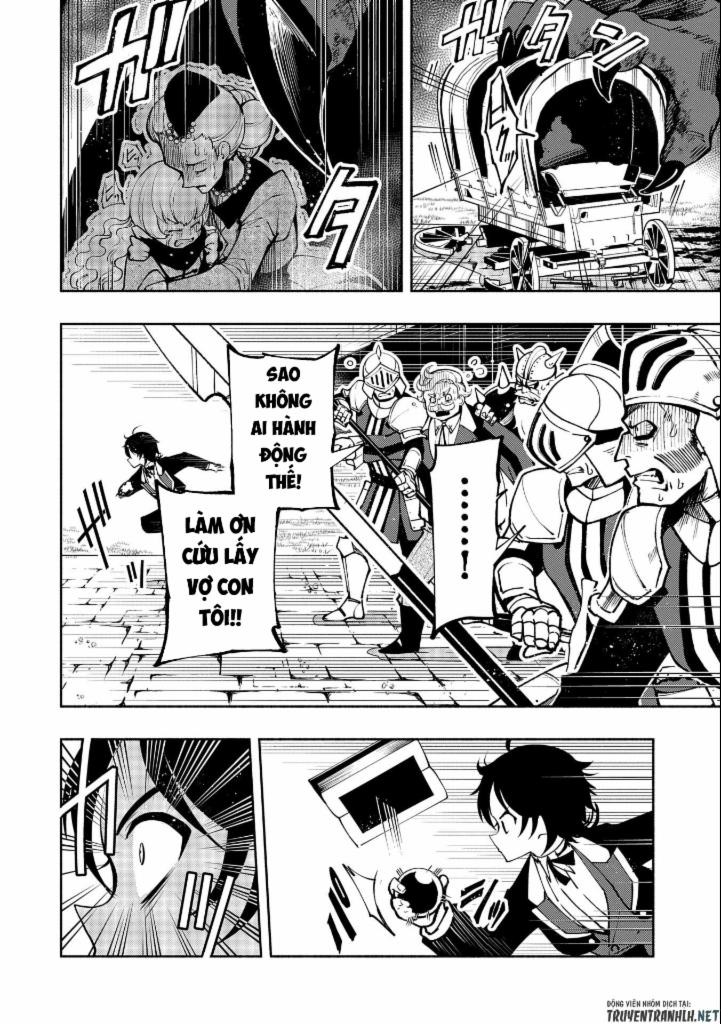 ガタン
ガタ
SAO
KHÔNG
AI HÀNH
ĐỘNG
THẾ!
LÀM ƠN
CỨU LẤY
VỢ CON
TÔI!!
......!
ĐỘNG VIÊN NHÓM DỊCH TẠI:
TRUYENTRANHLH.NET